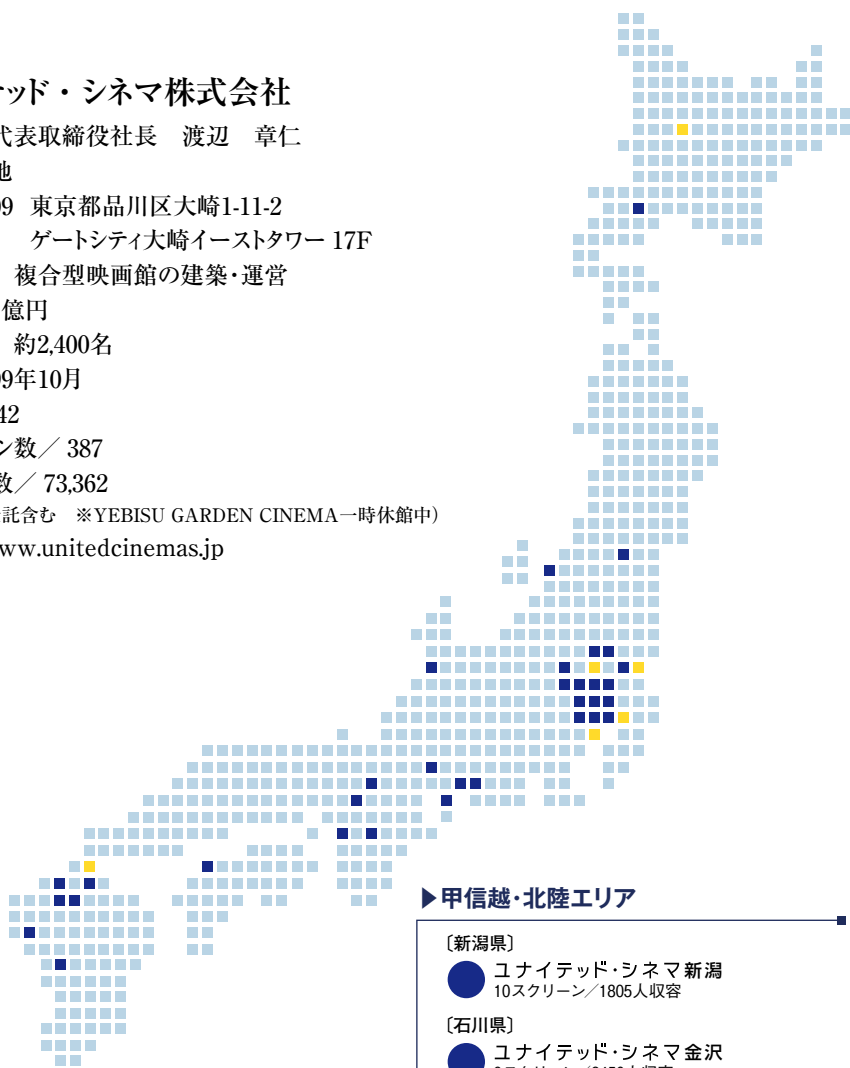 ッド・シネマ株式会社
代表取締役社長　渡辺　章仁
地
09 東京都品川区大崎1-11-2
ゲートシティ大崎イーストタワー 17F
複合型映画館の建築・運営
億円
約2,400名
99年10月
42
ン数／ 387
数／ 73,362
託含む　※YEBISU GARDEN CINEMA一時休館中）
ww.unitedcinemas.jp
▶甲信越・北陸エリア
〔新潟県〕
ユナイテッド・シネマ新潟
10スクリーン／1805人収容
〔石川県〕
ユナイテッド・シネマ金沢